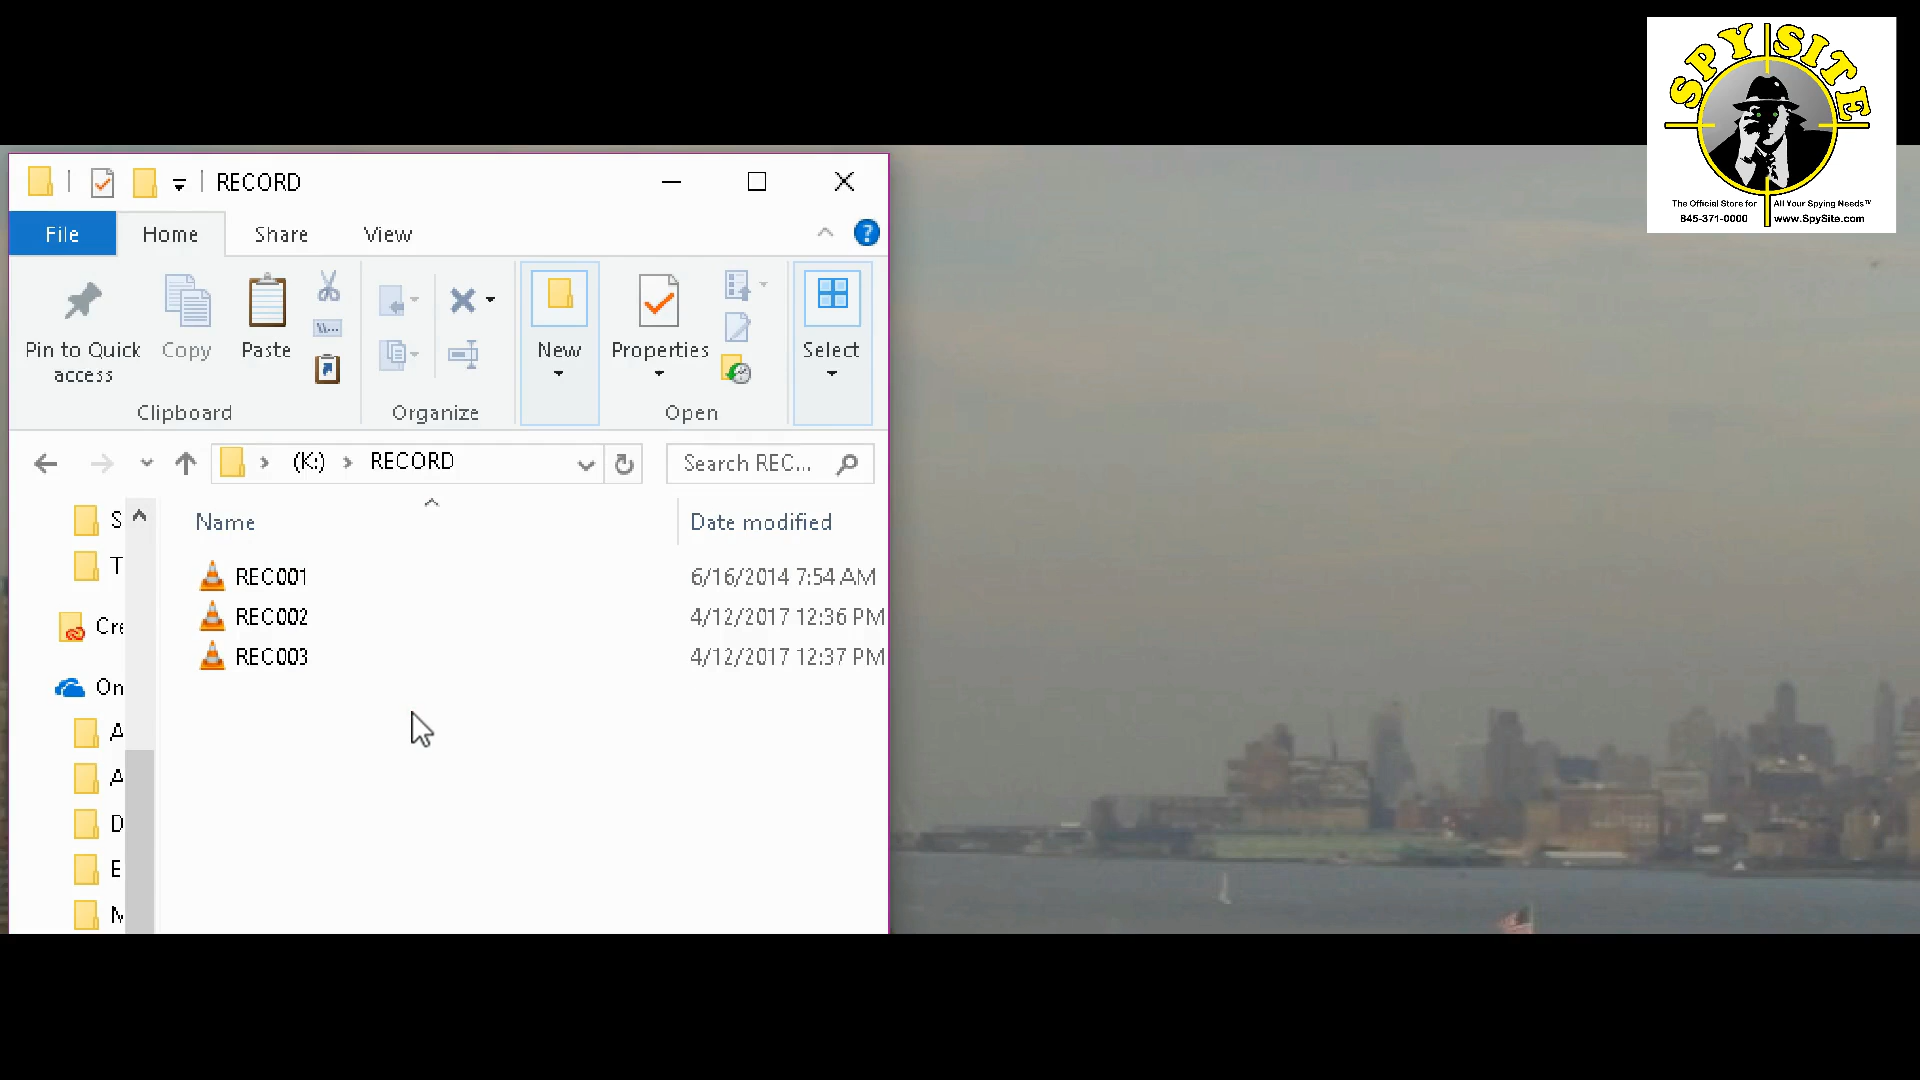 SPY SITE
The Official Store for All Your Spying Needs™
845-371-0000 www.SpySite.com
RECORD
File Home Share View
Pin to Quick access
Copy
Paste
Clipboard
Organize
New
Properties
Open
Select
(K:) RECORD
Search REC...
Name Date modified
REC001 6/16/2014 7:54 AM
REC002 4/12/2017 12:36 PM
REC003 4/12/2017 12:37 PM
S
T
Cre
On
A
A
D
E
M